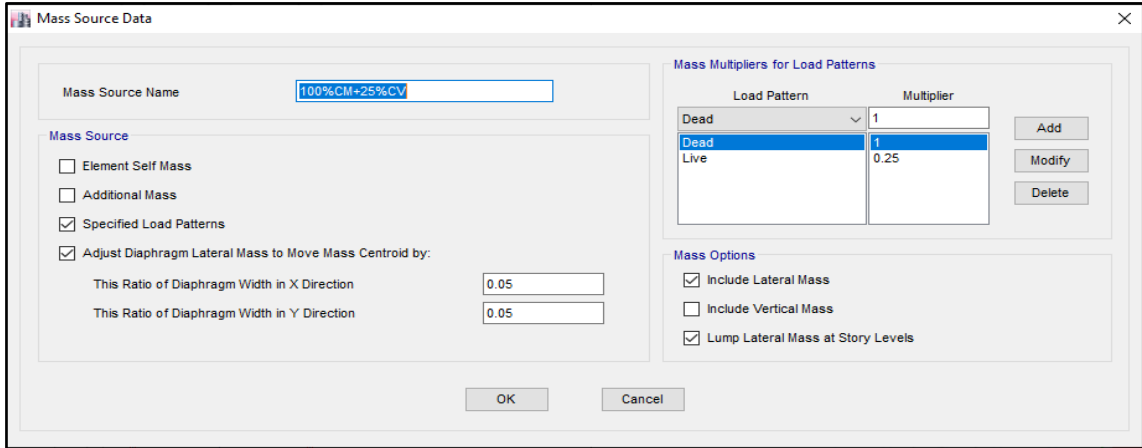 Mass Source Data
Mass Source Name 100%CM+25%CV
Mass Source
Element Self Mass
Additional Mass
Specified Load Patterns
Adjust Diaphragm Lateral Mass to Move Mass Centroid by:
This Ratio of Diaphragm Width in X Direction 0.05
This Ratio of Diaphragm Width in Y Direction 0.05
Mass Multipliers for Load Patterns
Load Pattern Multiplier
Dead 1 Add
Dead 1
Live 0.25 Modify
Delete
Mass Options
Include Lateral Mass
Include Vertical Mass
Lump Lateral Mass at Story Levels
OK Cancel